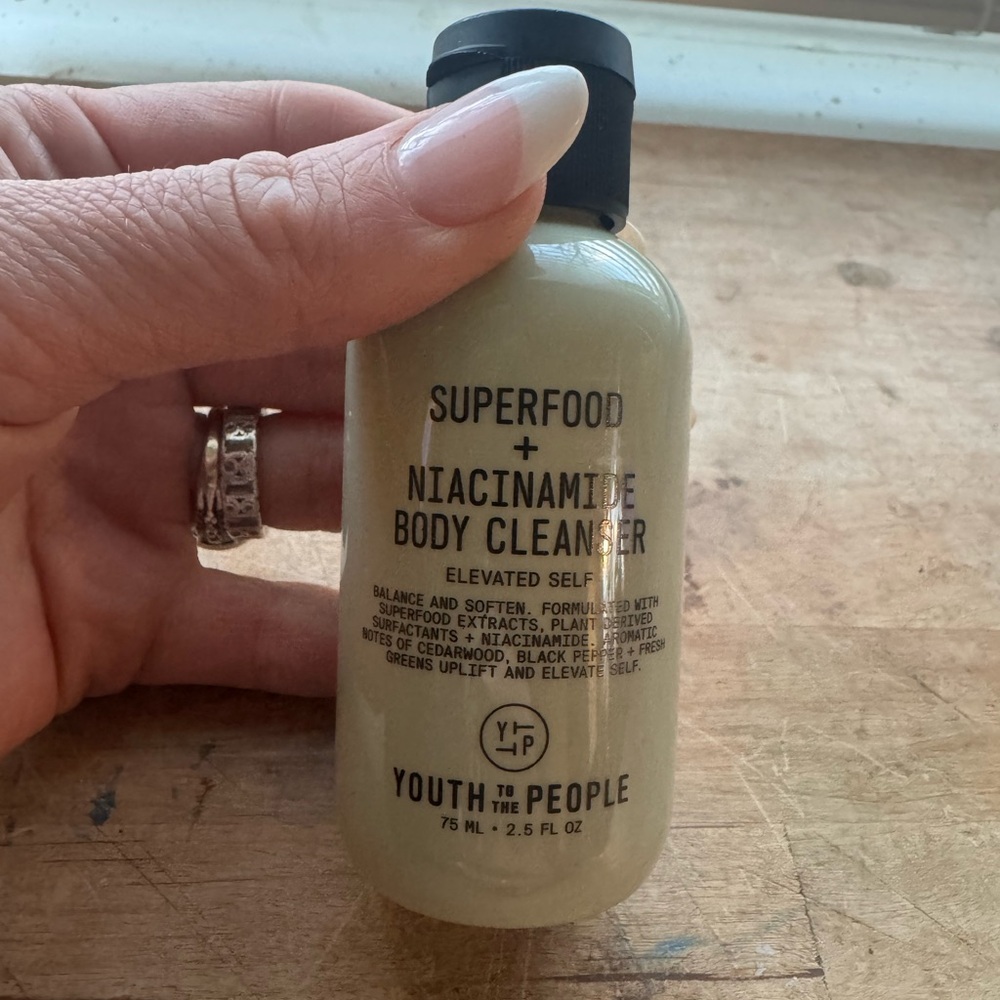 SUPERFOOD
+
NIACINAMIDE
BODY CLEANSER
ELEVATED SELF
BALANCE AND SOFTEN. FORMULATED WITH
SUPERFOOD EXTRACTS, PLANT DERIVED
SURFACTANTS + NIACINAMIDE. AROMATIC
NOTES OF CEDARWOOD, BLACK PEPPER + FRESH
GREENS UPLIFT AND ELEVATE SELF.
YTTP
YOUTH TO THE PEOPLE
75 ML • 2.5 FL OZ